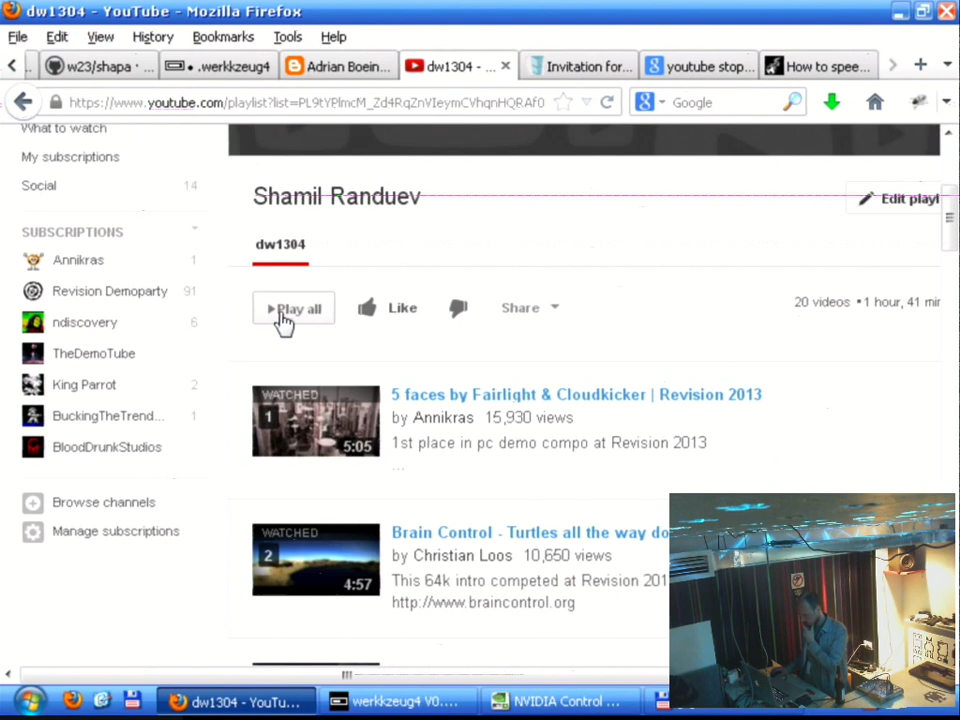 dw1304 - YouTube - Mozilla Firefox
File Edit View History Bookmarks Tools Help
w23/shapa · ... .werkkzeug4 Adrian Boein... dw1304 - ... Invitation for... youtube stop... How to spee...
https://www.youtube.com/playlist?list=PL9tYPlmcM_Zd4RqZnVIeymCVhqnHQRAf0 Google
What to watch
My subscriptions
Social 14
SUBSCRIPTIONS
Annikras 1
Revision Demoparty 91
ndiscovery 6
TheDemoTube
King Parrot 2
BuckingTheTrend... 1
BloodDrunkStudios
Browse channels
Manage subscriptions
Shamil Randuev
Edit playl
dw1304
Play all Like Share
20 videos • 1 hour, 41 min
WATCHED
1
5:05
5 faces by Fairlight & Cloudkicker | Revision 2013
by Annikras 15,930 views
1st place in pc demo compo at Revision 2013
...
WATCHED
2
4:57
Brain Control - Turtles all the way do
by Christian Loos 10,650 views
This 64k intro competed at Revision 201
http://www.braincontrol.org
dw1304 - YouTu... werkkzeug4 V0.... NVIDIA Control ...